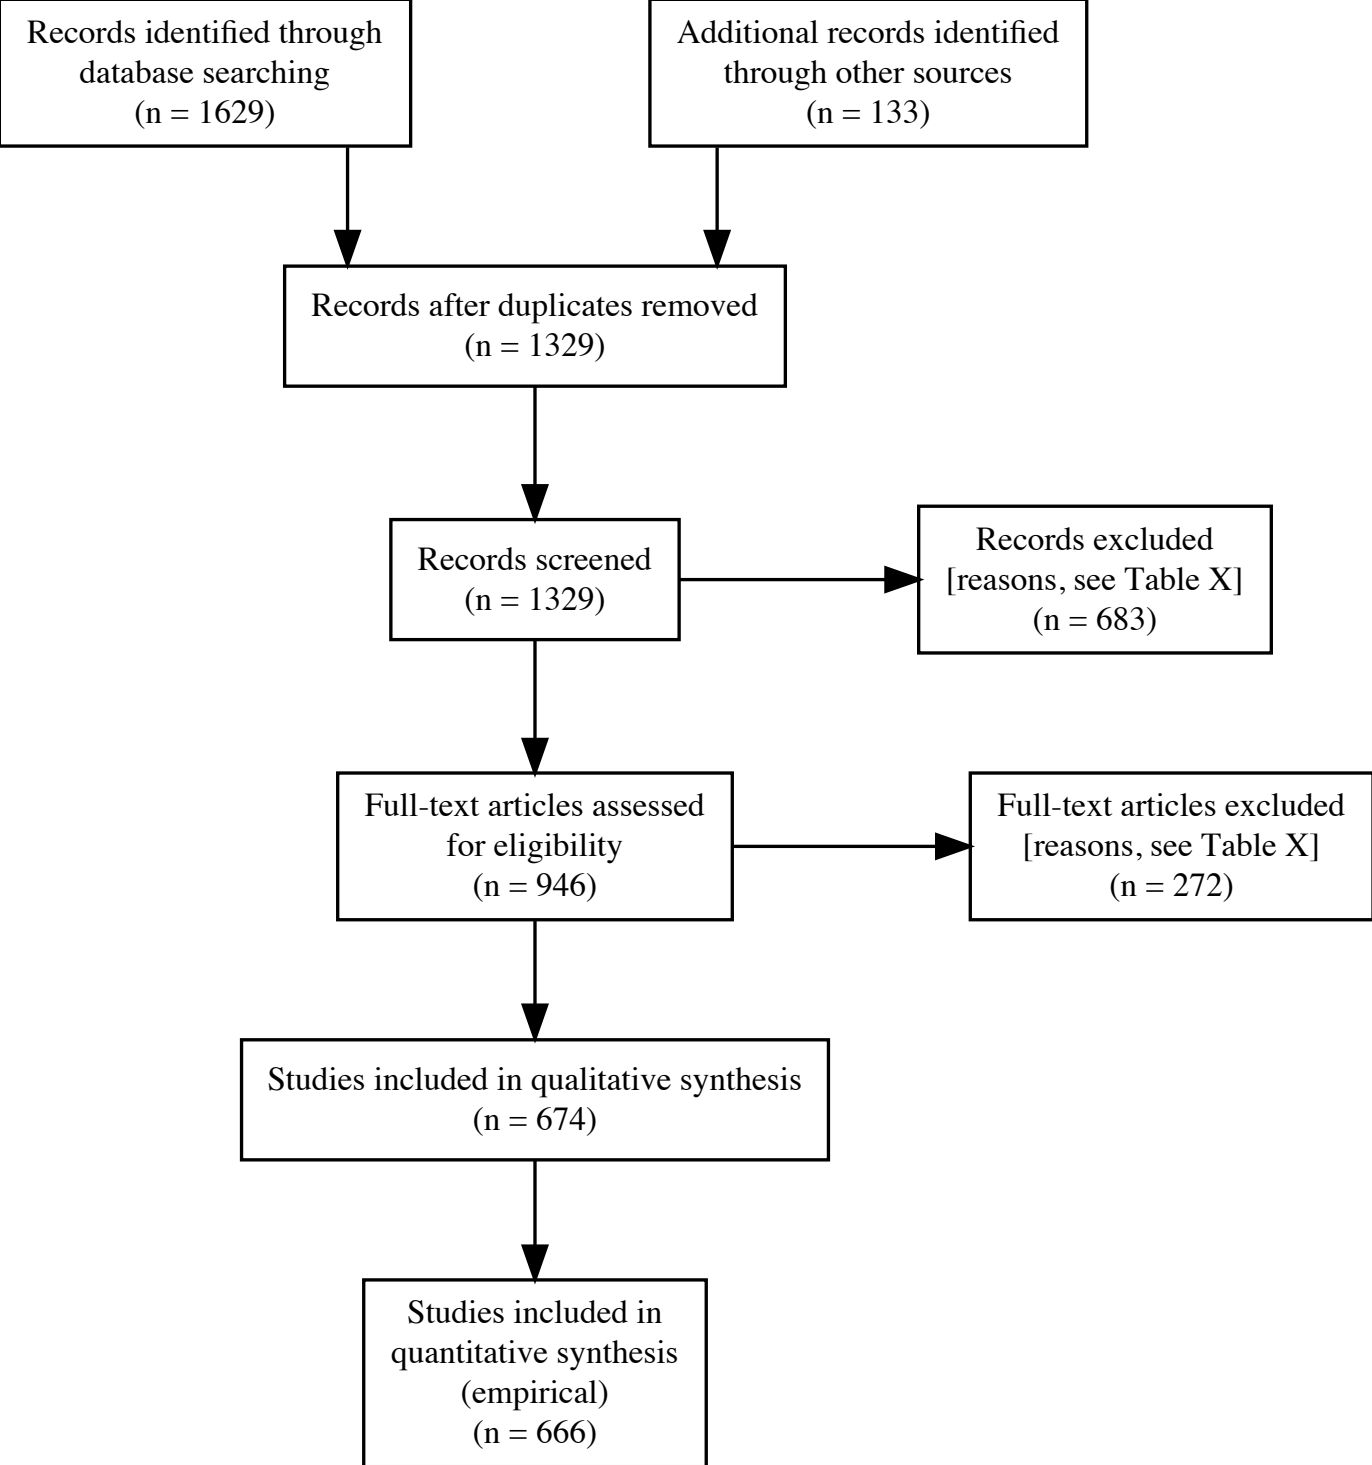 Records identified through
database searching
(n = 1629)
Additional records identified
through other sources
(n = 133)
Records after duplicates removed
(n = 1329)
Records screened
(n = 1329)
Records excluded
[reasons, see Table X]
(n = 683)
Full-text articles assessed
for eligibility
(n = 946)
Full-text articles excluded
[reasons, see Table X]
(n = 272)
Studies included in qualitative synthesis
(n = 674)
Studies included in
quantitative synthesis
(empirical)
(n = 666)